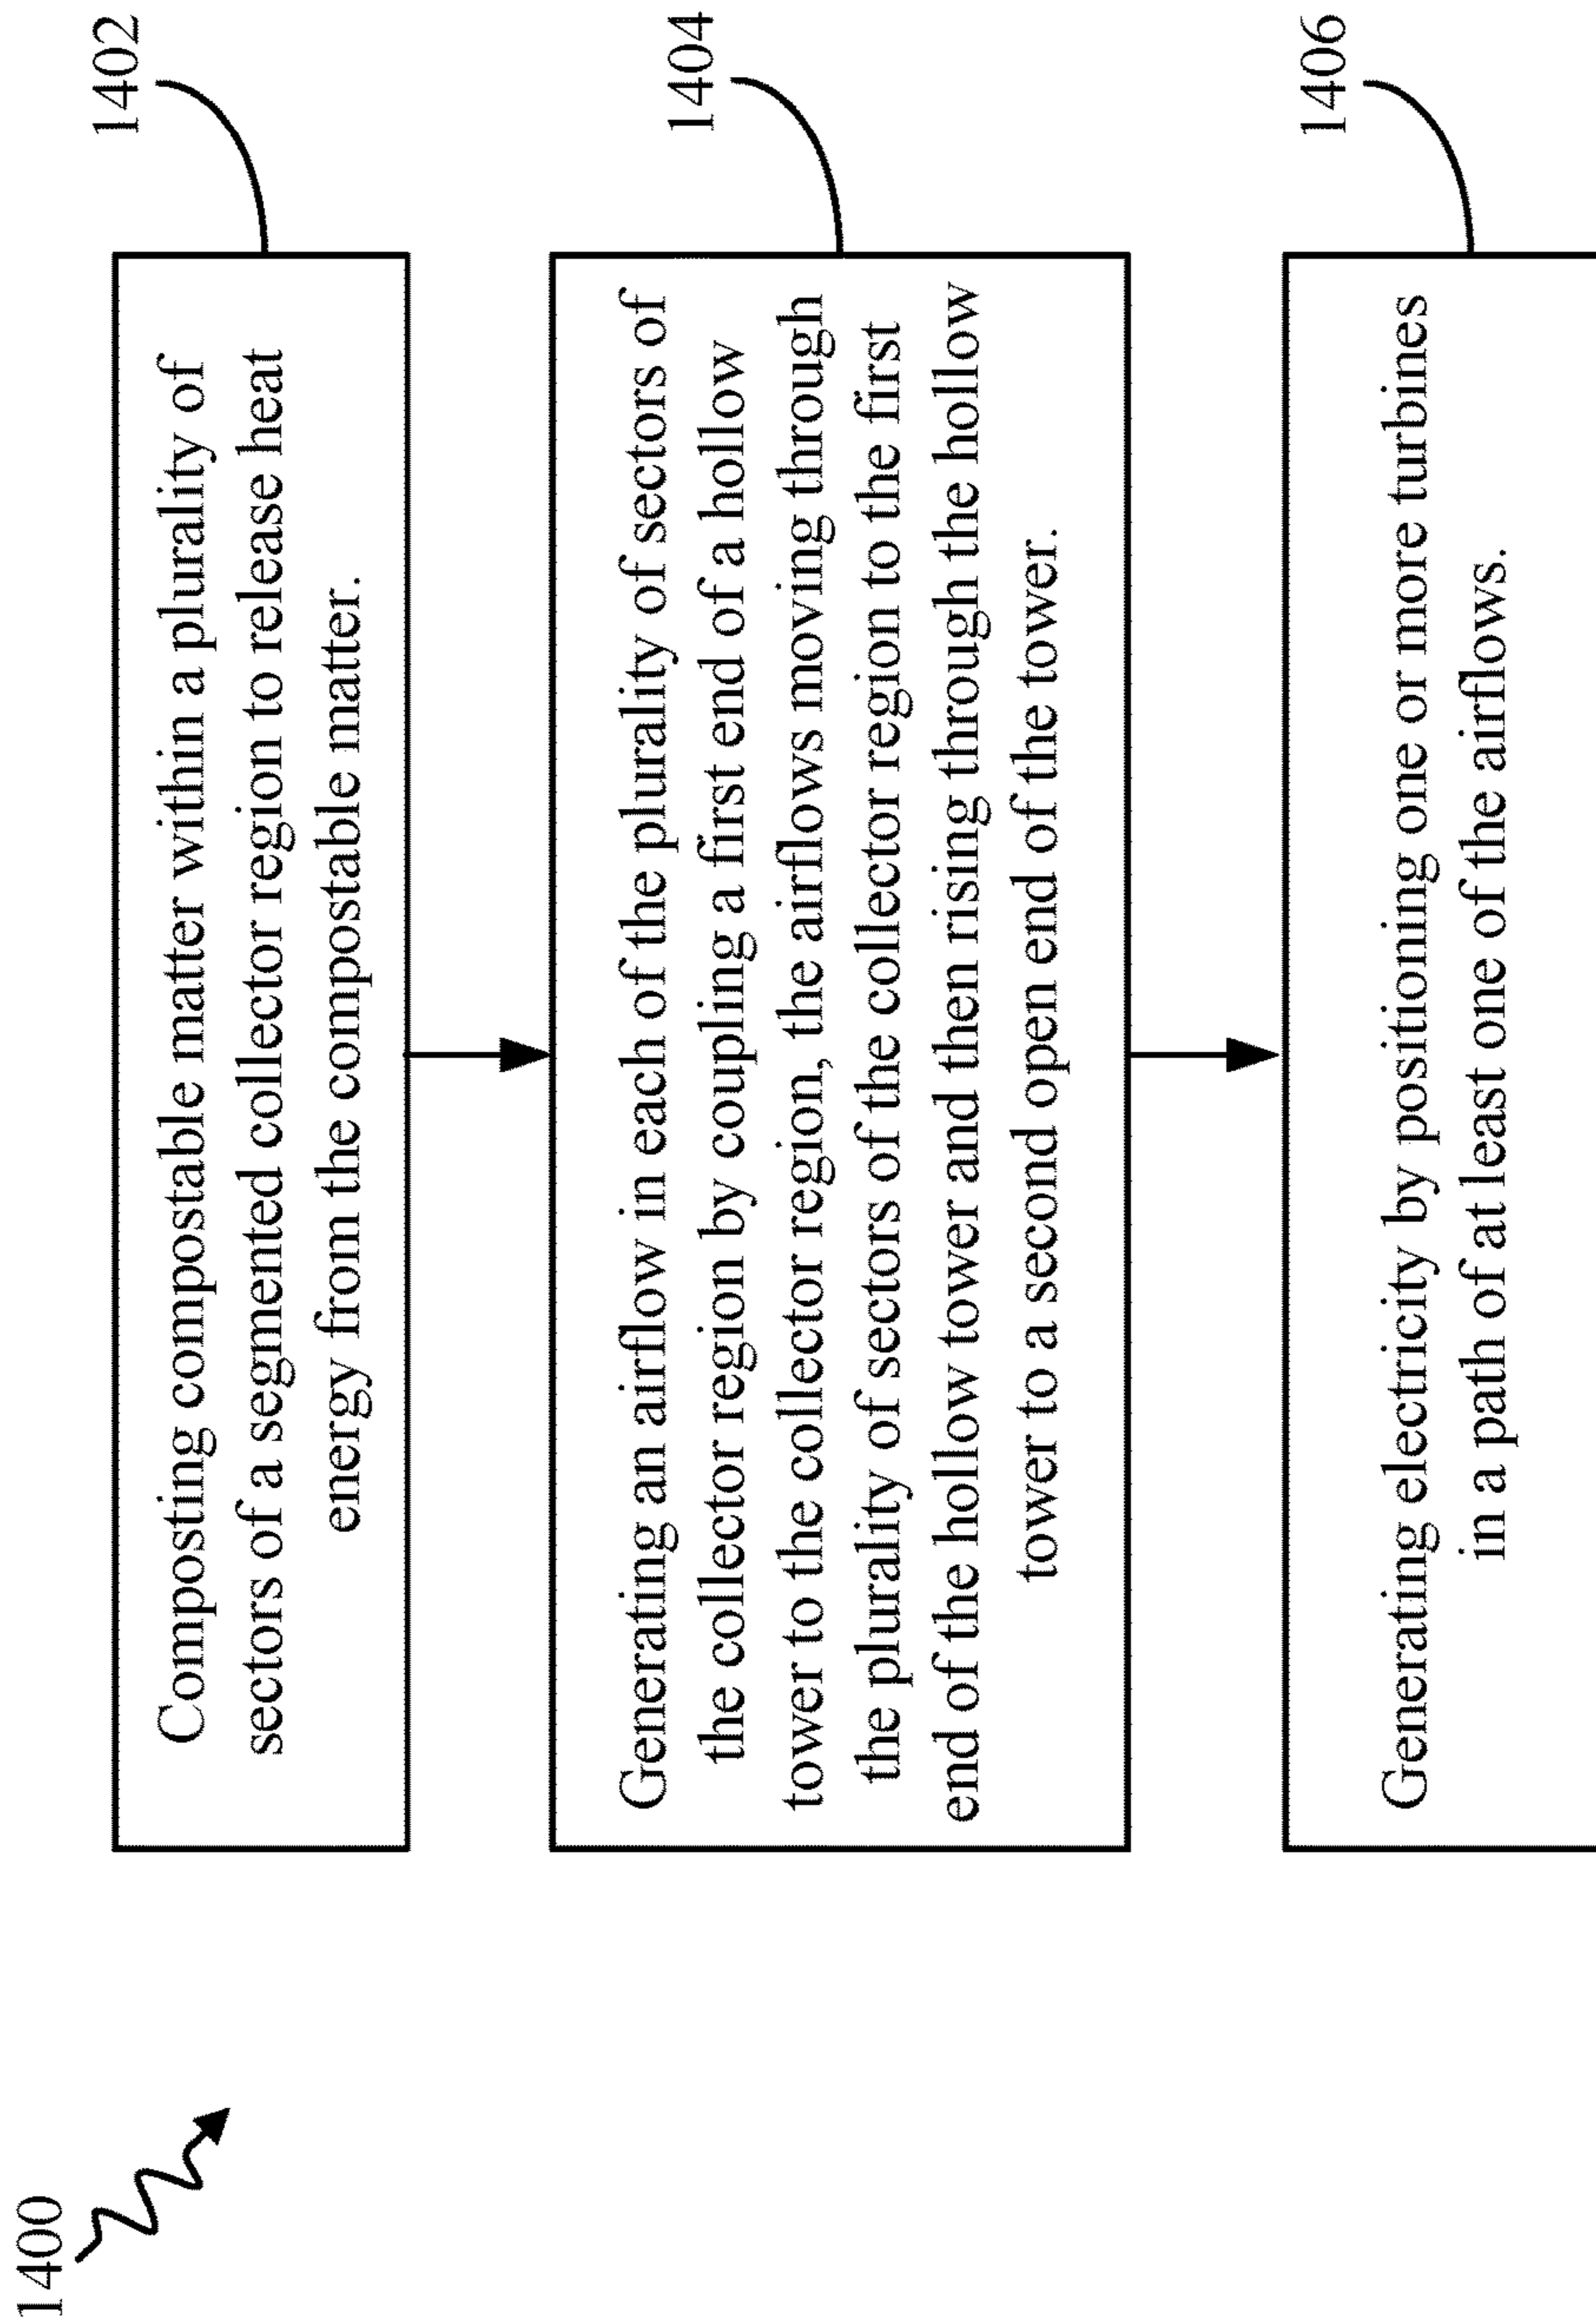 1400
1402
Composting compostable matter within a plurality of
sectors of a segmented collector region to release heat
energy from the compostable matter.
1404
Generating an airflow in each of the plurality of sectors of
the collector region by coupling a first end of a hollow
tower to the collector region, the airflows moving through
the plurality of sectors of the collector region to the first
end of the hollow tower and then rising through the hollow
tower to a second open end of the tower.
1406
Generating electricity by positioning one or more turbines
in a path of at least one of the airflows.